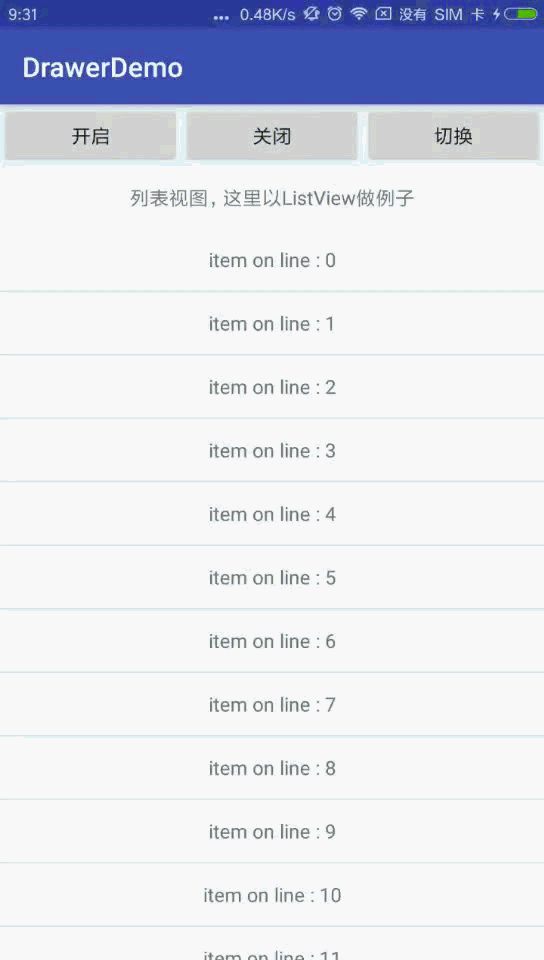 9:31 ... 0.48K/s 没有 SIM 卡
DrawerDemo
开启 关闭 切换
列表视图, 这里以ListView做例子
item on line : 0
item on line : 1
item on line : 2
item on line : 3
item on line : 4
item on line : 5
item on line : 6
item on line : 7
item on line : 8
item on line : 9
item on line : 10
item on line : 11